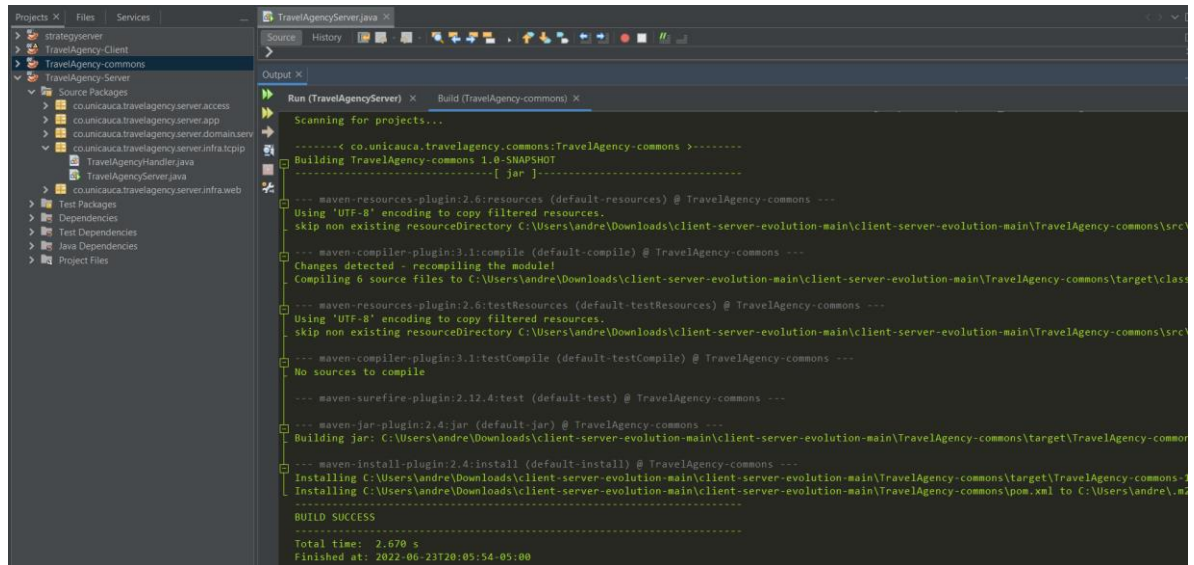 Projects Files Services
strategyserver
TravelAgency-Client
TravelAgency-commons
TravelAgency-Server
Source Packages
co.unicauca.travelagency.server.access
co.unicauca.travelagency.server.app
co.unicauca.travelagency.server.domain.serv
co.unicauca.travelagency.server.infra.tcpip
TravelAgencyHandler.java
TravelAgencyServer.java
co.unicauca.travelagency.server.infra.web
Test Packages
Dependencies
Test Dependencies
Java Dependencies
Project Files
TravelAgencyServer.java
Source History
Output
Run (TravelAgencyServer) Build (TravelAgency-commons)
Scanning for projects...
-------< co.unicauca.travelagency.commons:TravelAgency-commons >--------
Building TravelAgency-commons 1.0-SNAPSHOT
--------------------------------[ jar ]---------------------------------
--- maven-resources-plugin:2.6:resources (default-resources) @ TravelAgency-commons ---
Using 'UTF-8' encoding to copy filtered resources.
skip non existing resourceDirectory C:\Users\andre\Downloads\client-server-evolution-main\client-server-evolution-main\TravelAgency-commons\src\
--- maven-compiler-plugin:3.1:compile (default-compile) @ TravelAgency-commons ---
Changes detected - recompiling the module!
Compiling 6 source files to C:\Users\andre\Downloads\client-server-evolution-main\client-server-evolution-main\TravelAgency-commons\target\class
--- maven-resources-plugin:2.6:testResources (default-testResources) @ TravelAgency-commons ---
Using 'UTF-8' encoding to copy filtered resources.
skip non existing resourceDirectory C:\Users\andre\Downloads\client-server-evolution-main\client-server-evolution-main\TravelAgency-commons\src\
--- maven-compiler-plugin:3.1:testCompile (default-testCompile) @ TravelAgency-commons ---
No sources to compile
--- maven-surefire-plugin:2.12.4:test (default-test) @ TravelAgency-commons ---
--- maven-jar-plugin:2.4:jar (default-jar) @ TravelAgency-commons ---
Building jar: C:\Users\andre\Downloads\client-server-evolution-main\client-server-evolution-main\TravelAgency-commons\target\TravelAgency-common
--- maven-install-plugin:2.4:install (default-install) @ TravelAgency-commons ---
Installing C:\Users\andre\Downloads\client-server-evolution-main\client-server-evolution-main\TravelAgency-commons\target\TravelAgency-commons-1
Installing C:\Users\andre\Downloads\client-server-evolution-main\client-server-evolution-main\TravelAgency-commons\pom.xml to C:\Users\andre\.m2
------------------------------------------------------------------------
BUILD SUCCESS
------------------------------------------------------------------------
Total time: 2.670 s
Finished at: 2022-06-23T20:05:54-05:00